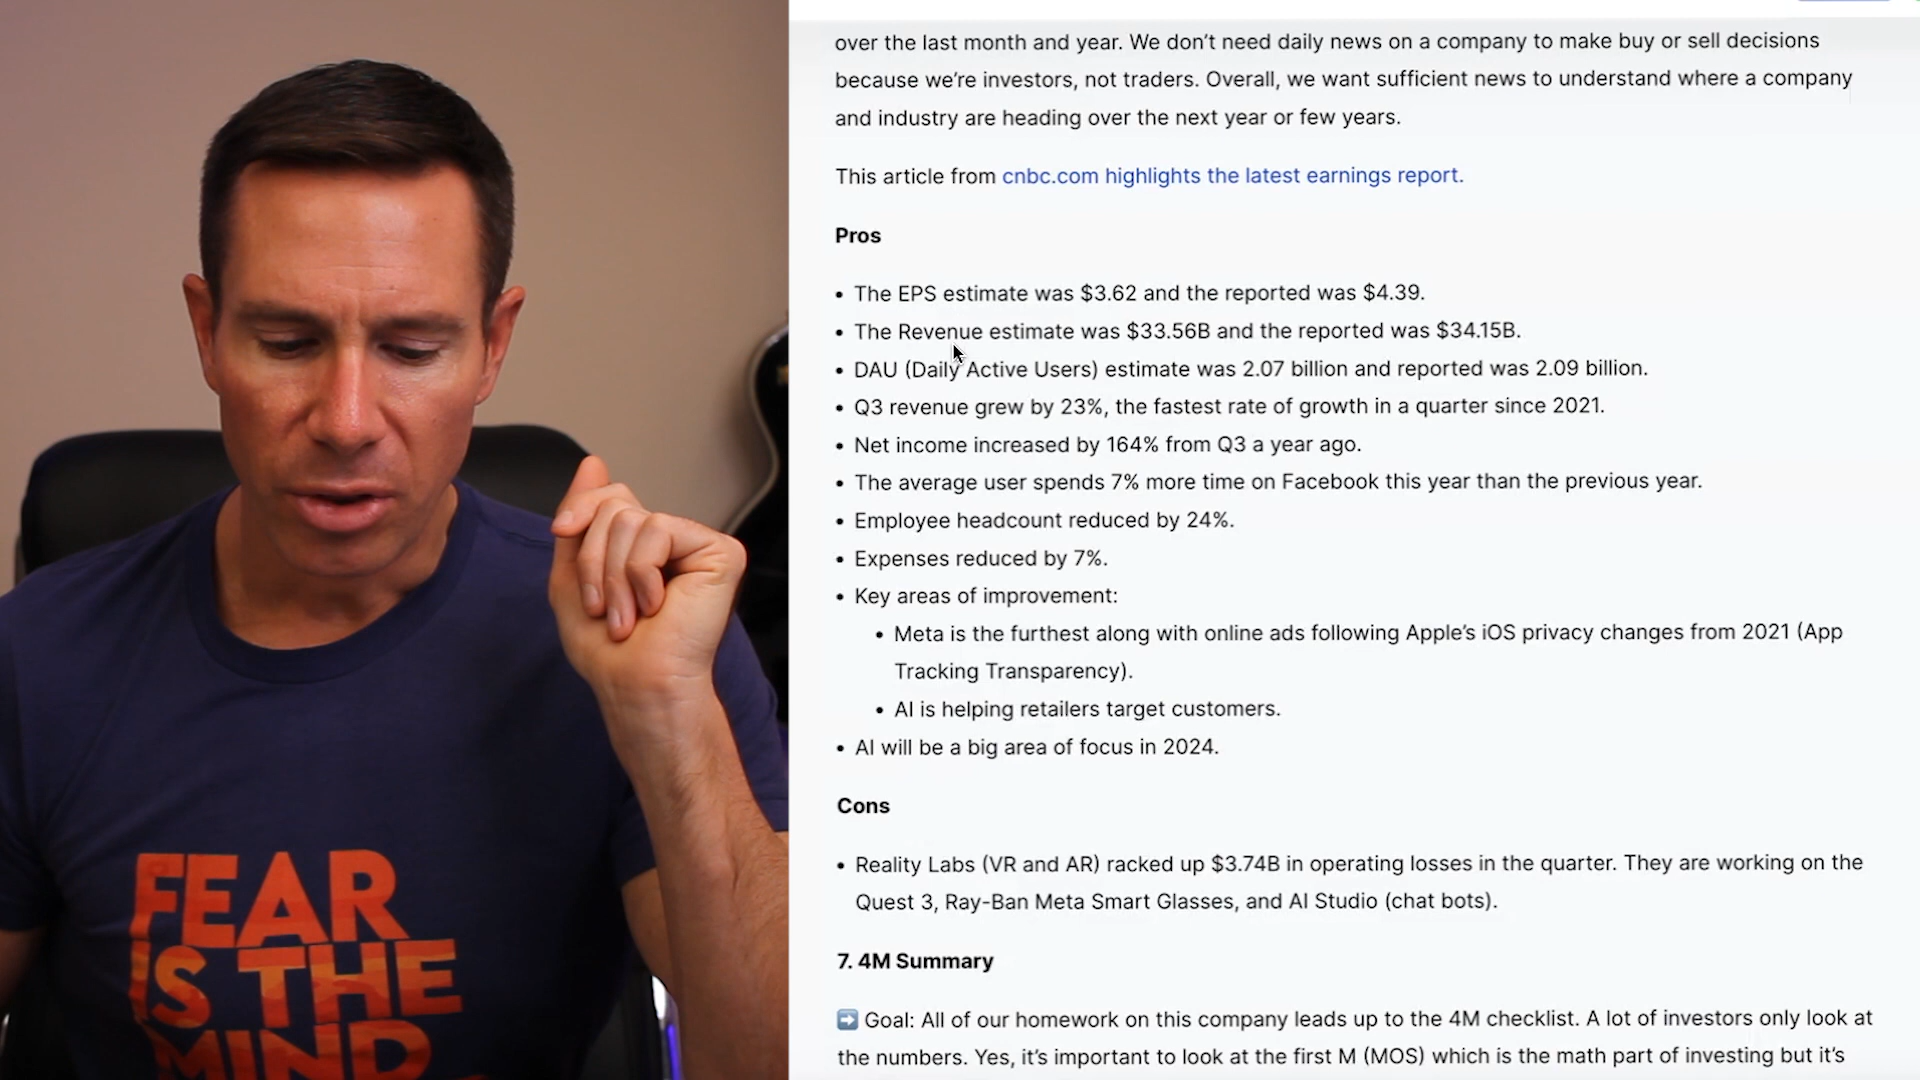 over the last month and year. We don’t need daily news on a company to make buy or sell decisions
because we’re investors, not traders. Overall, we want sufficient news to understand where a company
and industry are heading over the next year or few years.
This article from cnbc.com highlights the latest earnings report.
Pros
• The EPS estimate was $3.62 and the reported was $4.39.
• The Revenue estimate was $33.56B and the reported was $34.15B.
• DAU (Daily Active Users) estimate was 2.07 billion and reported was 2.09 billion.
• Q3 revenue grew by 23%, the fastest rate of growth in a quarter since 2021.
• Net income increased by 164% from Q3 a year ago.
• The average user spends 7% more time on Facebook this year than the previous year.
• Employee headcount reduced by 24%.
• Expenses reduced by 7%.
• Key areas of improvement:
• Meta is the furthest along with online ads following Apple’s iOS privacy changes from 2021 (App
Tracking Transparency).
• AI is helping retailers target customers.
• AI will be a big area of focus in 2024.
Cons
• Reality Labs (VR and AR) racked up $3.74B in operating losses in the quarter. They are working on the
Quest 3, Ray-Ban Meta Smart Glasses, and AI Studio (chat bots).
7. 4M Summary
➡️ Goal: All of our homework on this company leads up to the 4M checklist. A lot of investors only look at
the numbers. Yes, it’s important to look at the first M (MOS) which is the math part of investing but it’s
FEAR
IS THE
MIND